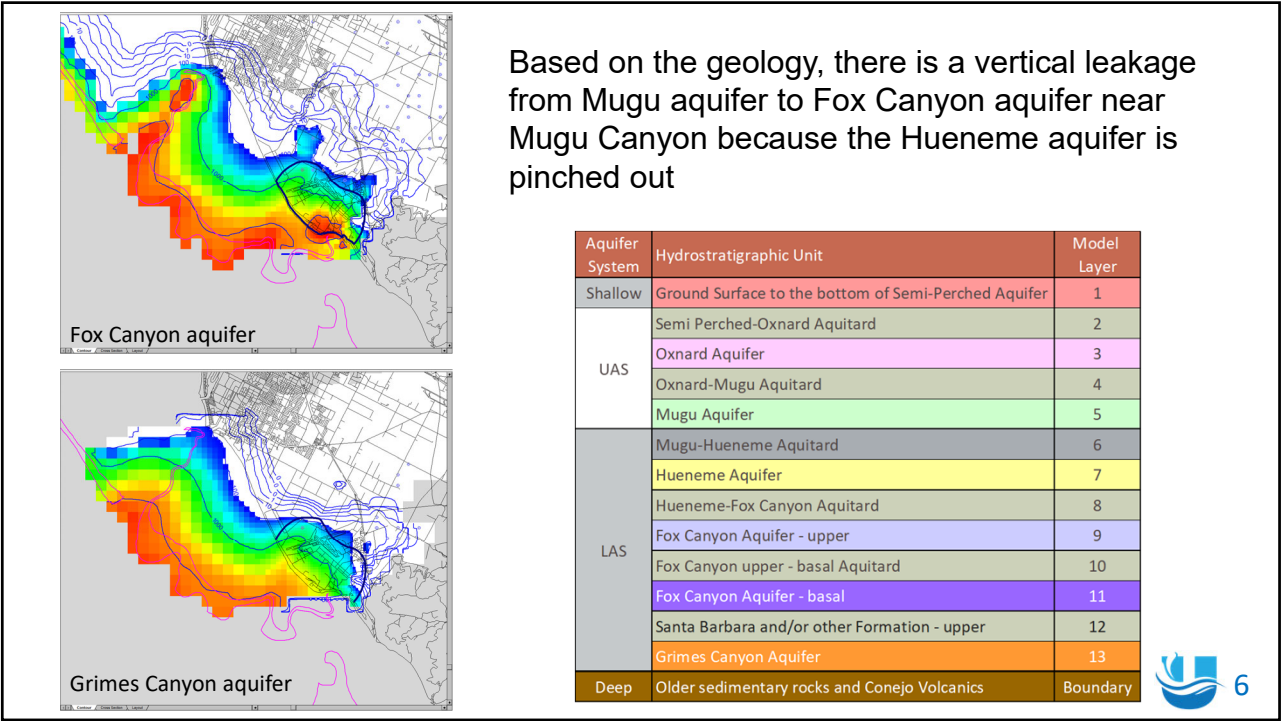 Based on the geology, there is a vertical leakage
from Mugu aquifer to Fox Canyon aquifer near
Mugu Canyon because the Hueneme aquifer is
pinched out
Fox Canyon aquifer
Grimes Canyon aquifer
Aquifer System Hydrostratigraphic Unit Model Layer
Shallow Ground Surface to the bottom of Semi-Perched Aquifer 1
UAS
Semi Perched-Oxnard Aquitard 2
Oxnard Aquifer 3
Oxnard-Mugu Aquitard 4
Mugu Aquifer 5
LAS
Mugu-Hueneme Aquitard 6
Hueneme Aquifer 7
Hueneme-Fox Canyon Aquitard 8
Fox Canyon Aquifer - upper 9
Fox Canyon upper - basal Aquitard 10
Fox Canyon Aquifer - basal 11
Santa Barbara and/or other Formation - upper 12
Grimes Canyon Aquifer 13
Deep Older sedimentary rocks and Conejo Volcanics Boundary
6